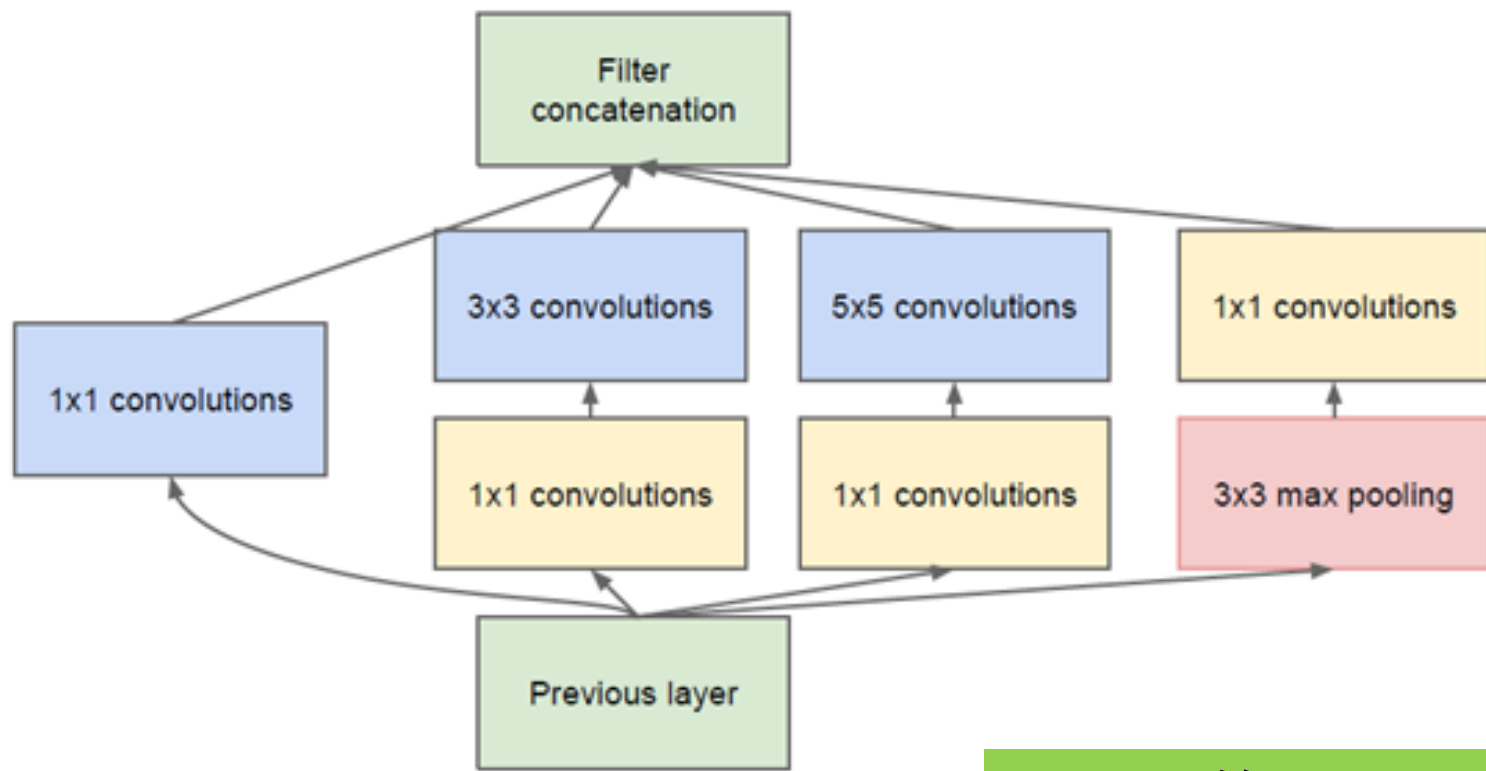 Filter
concatenation
3x3 convolutions
5x5 convolutions
1x1 convolutions
1x1 convolutions
1x1 convolutions
1x1 convolutions
3x3 max pooling
Previous layer